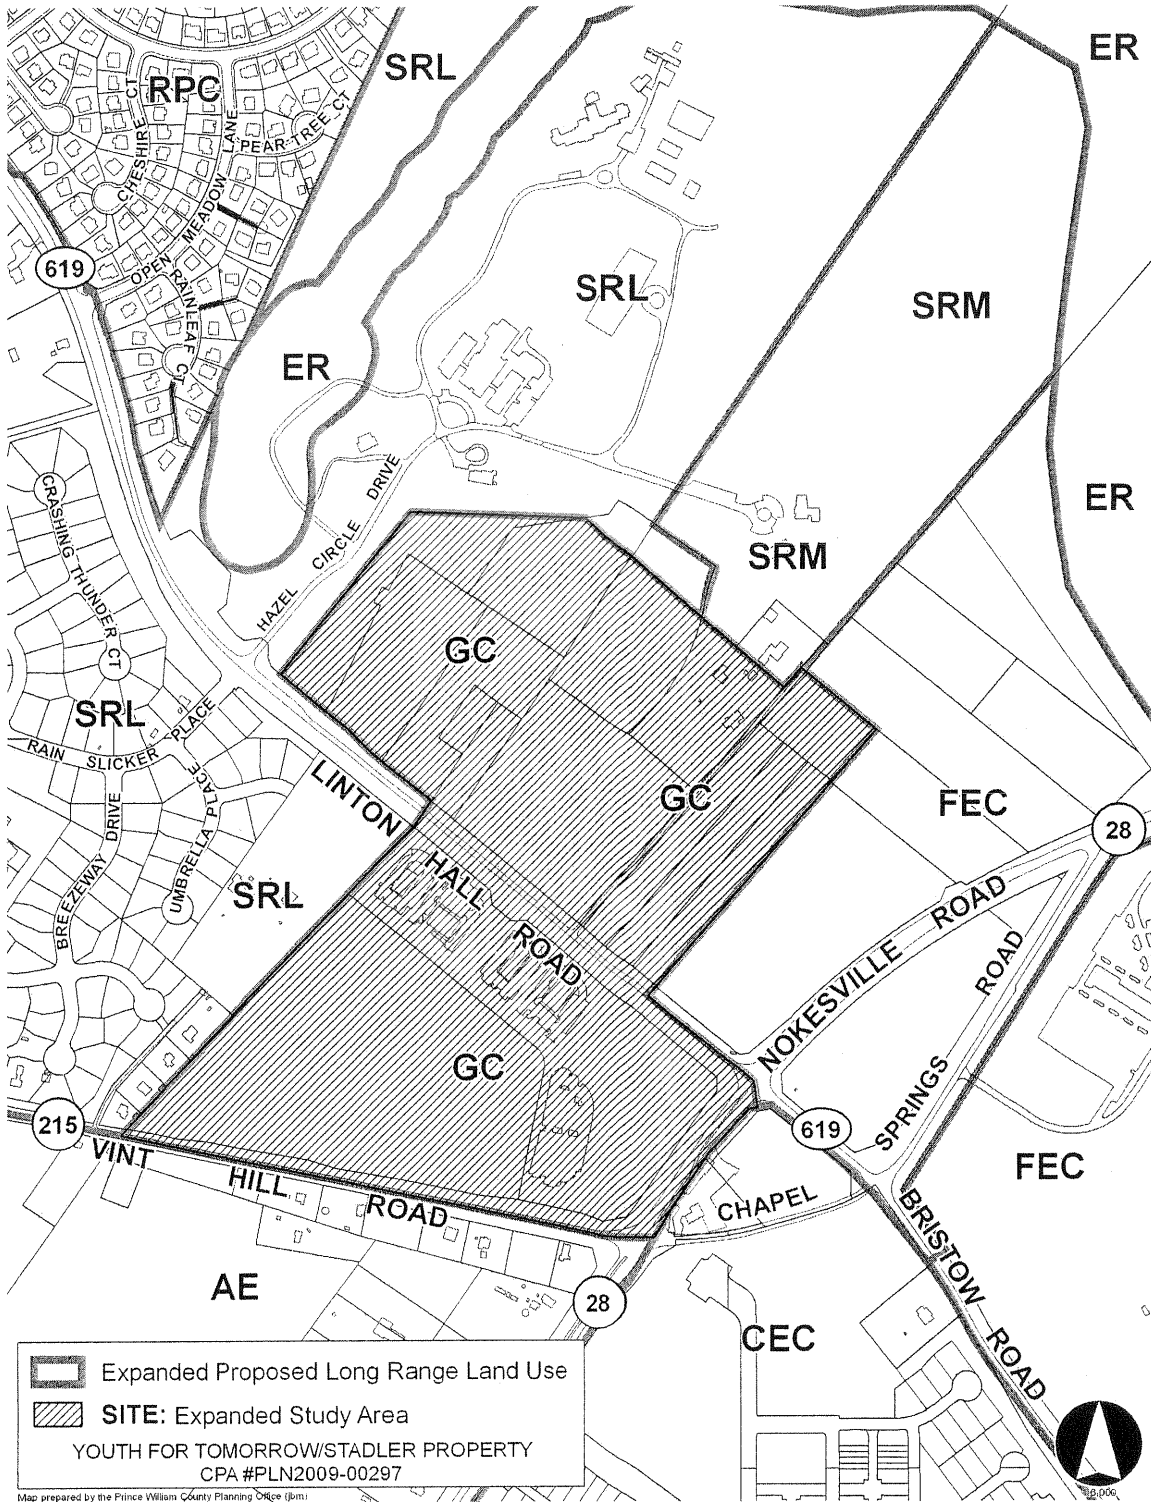 ER
SRL
RPC
CHESHIRE CT
MEADOW LANE
PEAR TREE CT
OPEN
RAINLEAF CT
619
SRL
SRM
ER
ER
HAZEL CIRCLE DRIVE
SRM
CRASHING THUNDER CT
GC
SRL
RAIN SLICKER PLACE
LINTON HALL ROAD
GC
FEC
28
BREEZEWAY DRIVE
UMBRELLA PLACE
SRL
NOKESVILLE ROAD
GC
SPRINGS ROAD
215
VINT HILL ROAD
619
FEC
CHAPEL
BRISTOW ROAD
AE
28
CEC
Expanded Proposed Long Range Land Use
SITE: Expanded Study Area
YOUTH FOR TOMORROW/STADLER PROPERTY
CPA #PLN2009-00297
Map prepared by the Prince William County Planning Office (jbm)